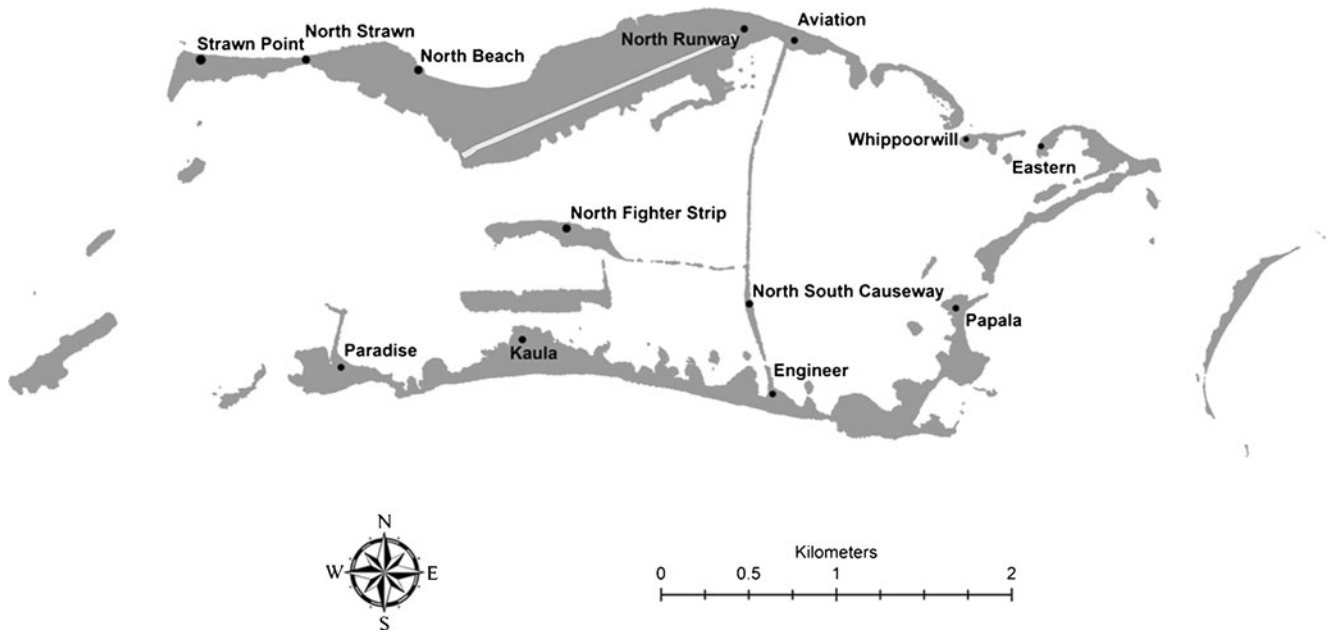 Aviation
North Strawn
North Runway
Strawn Point
North Beach
Whippoorwill
Eastern
North Fighter Strip
North South Causeway
Papala
Paradise
Kaula
Engineer
N
W E
S
Kilometers
0 0.5 1 2